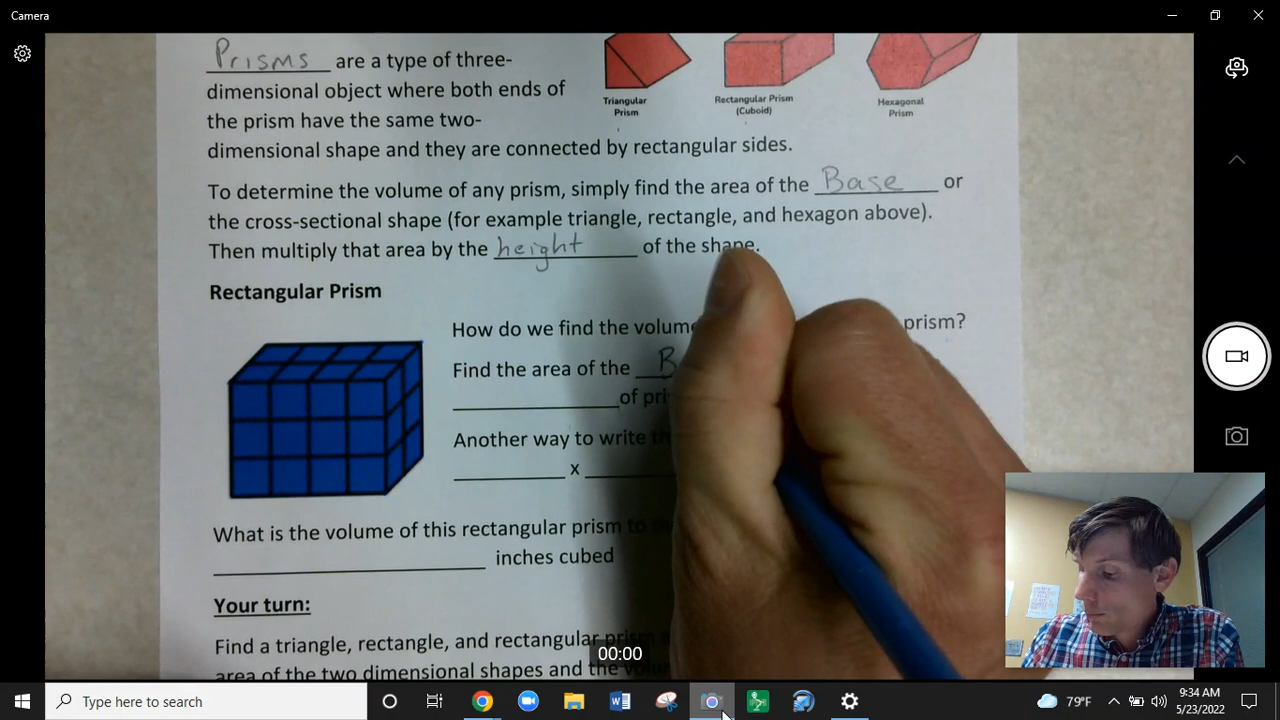 Camera
Prisms are a type of three-
dimensional object where both ends of
the prism have the same two-
dimensional shape and they are connected by rectangular sides.
Triangular
Prism
Rectangular Prism
(Cuboid)
Hexagonal
Prism
To determine the volume of any prism, simply find the area of the Base or
the cross-sectional shape (for example triangle, rectangle, and hexagon above).
Then multiply that area by the height of the shape.
Rectangular Prism
How do we find the volume prism?
Find the area of the B
of pri
Another way to write th
x
What is the volume of this rectangular prism to
inches cubed
Your turn:
Find a triangle, rectangle, and rectangular prism
area of the two dimensional shapes and the
00:00
Type here to search
79°F
9:34 AM
5/23/2022